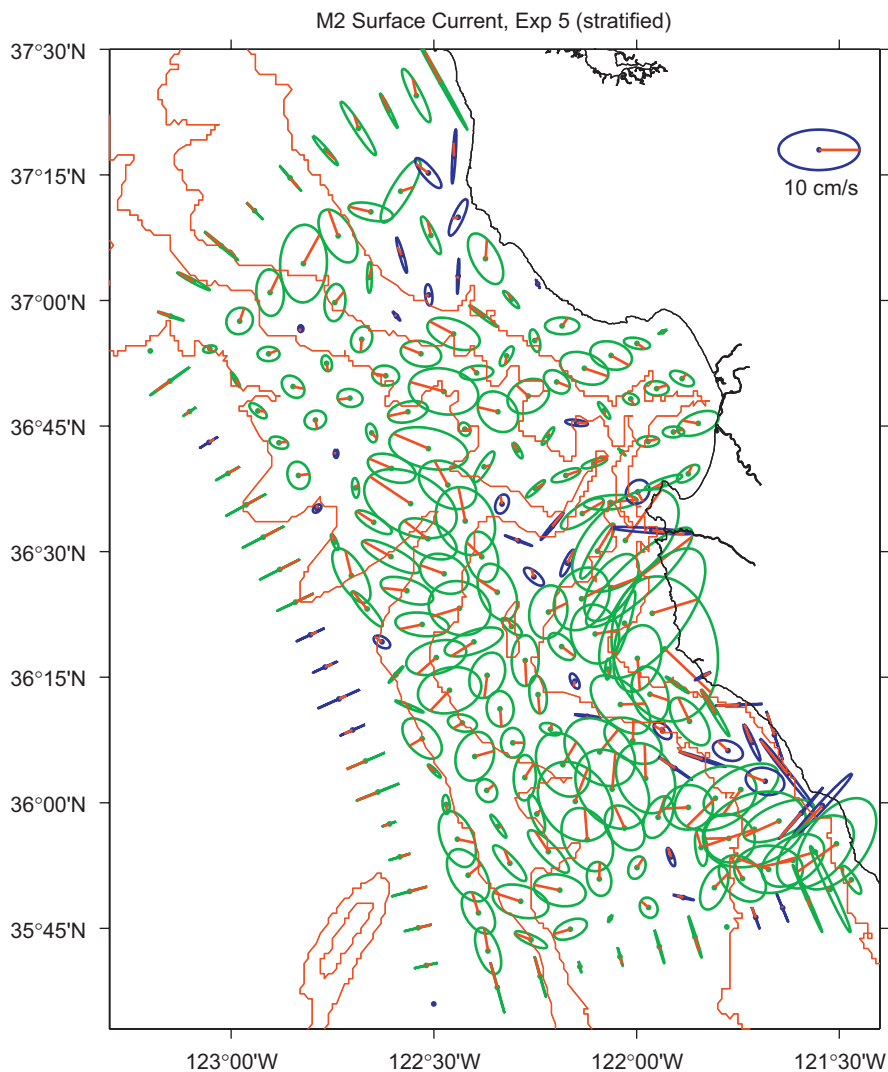 M2 Surface Current, Exp 5 (stratified)
37°30'N
37°15'N
10 cm/s
37°00'N
36°45'N
36°30'N
36°15'N
36°00'N
35°45'N
123°00'W
122°30'W
122°00'W
121°30'W